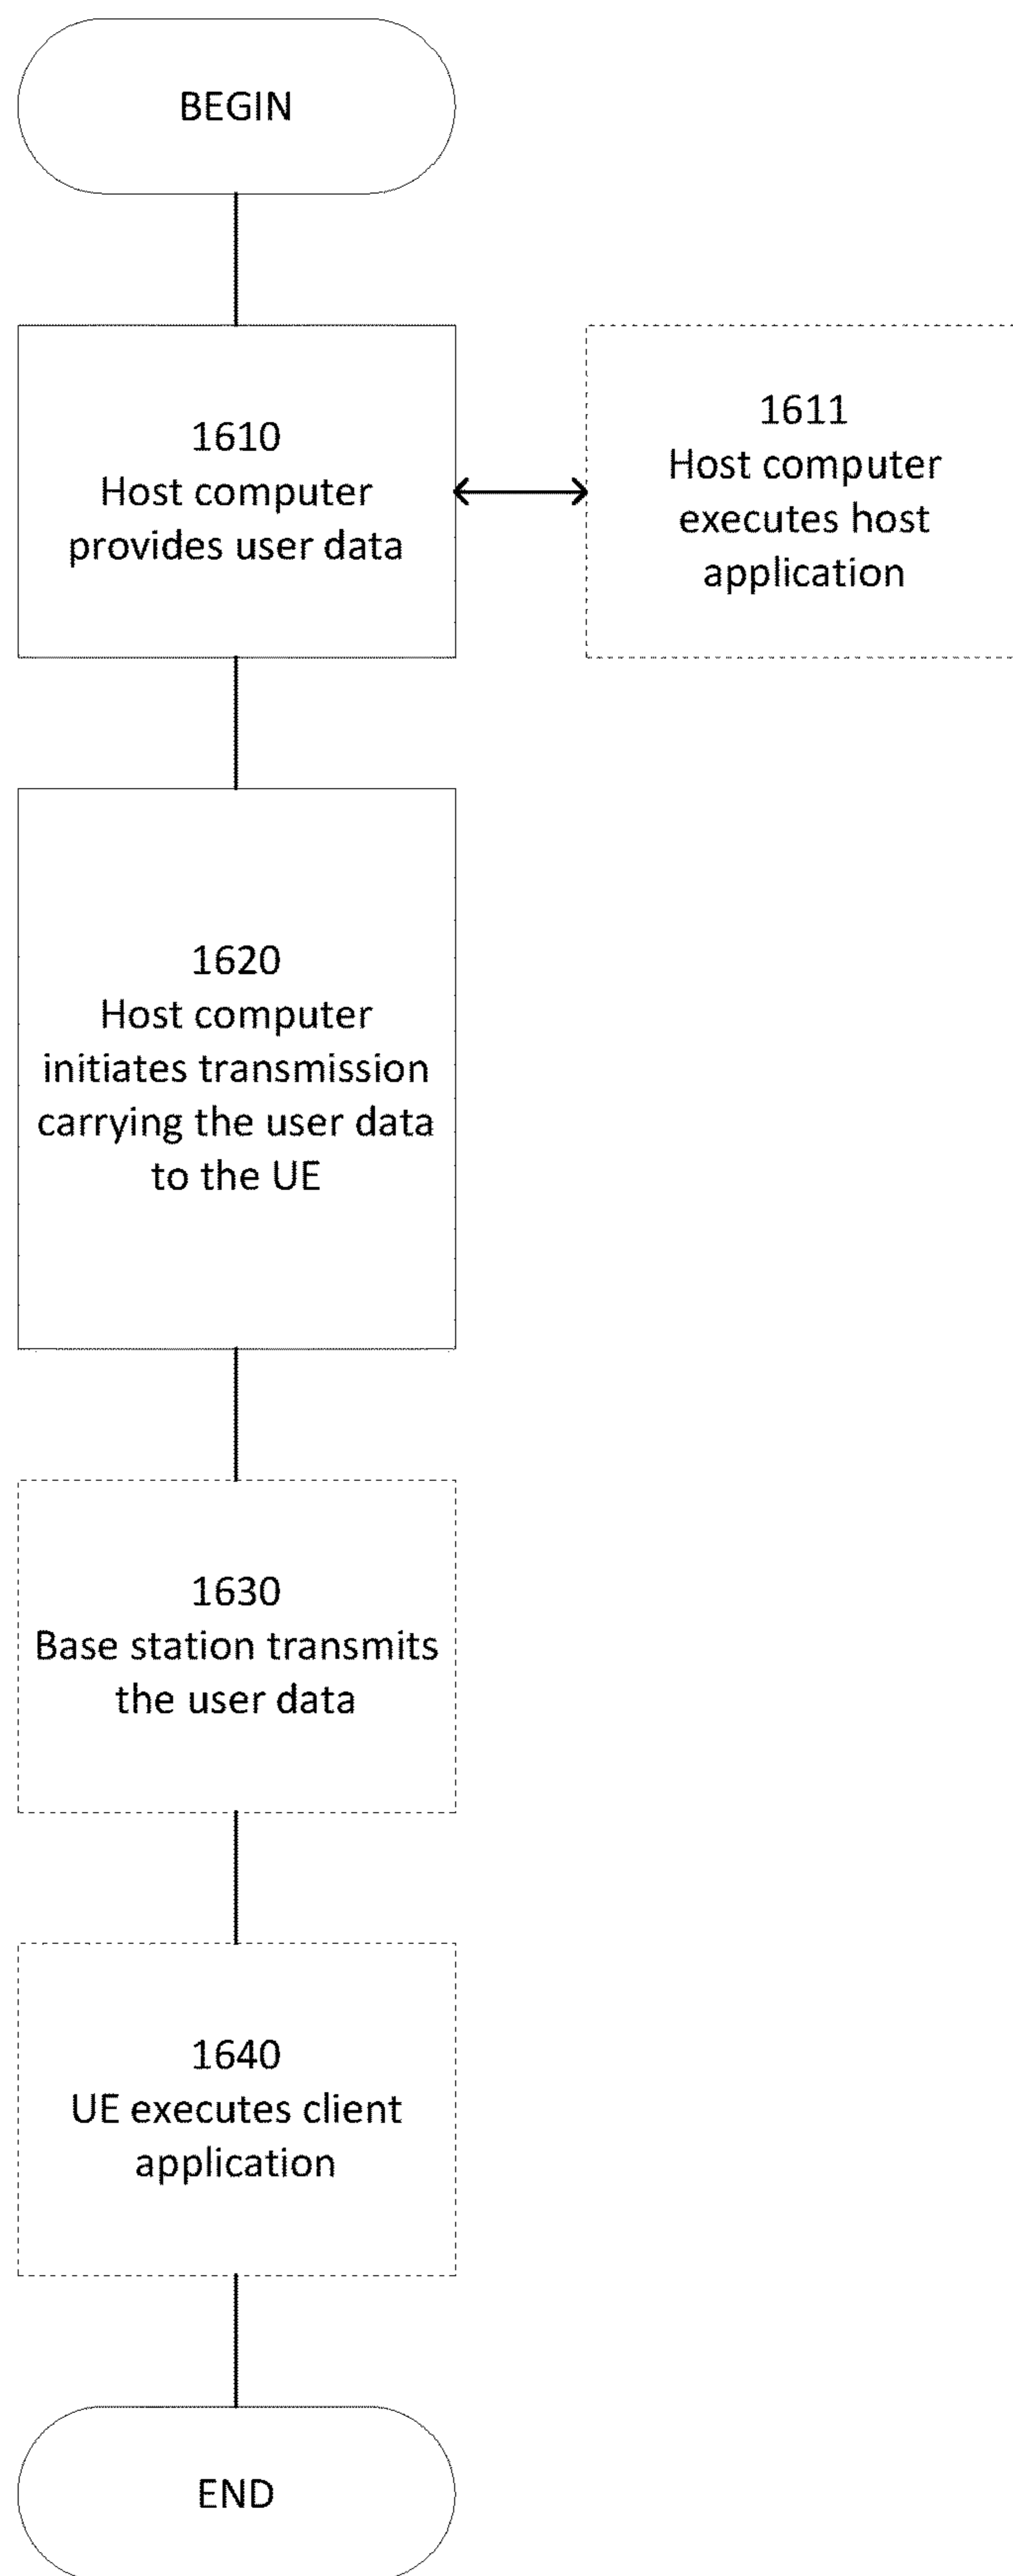 BEGIN
1610
Host computer
provides user data
1611
Host computer
executes host
application
1620
Host computer
initiates transmission
carrying the user data
to the UE
1630
Base station transmits
the user data
1640
UE executes client
application
END